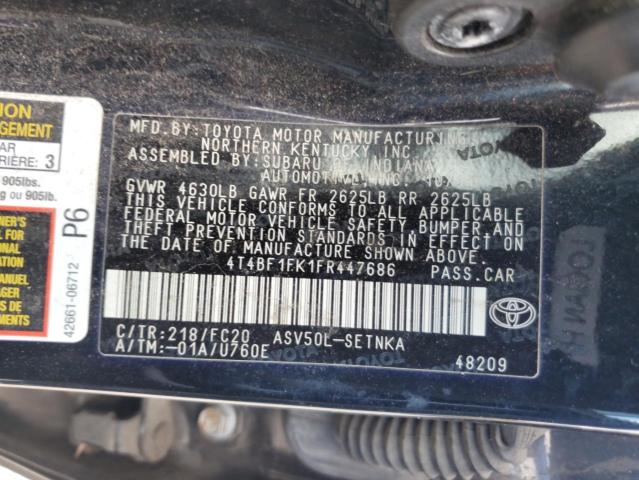 ION
GEMENT
AR
RIÈRE: 3
905lbs.
g ou 905lb.
P6
42661-06712
MFD.BY: TOYOTA MOTOR MANUFACTURING
NORTHERN KENTUCKY, INC.
ASSEMBLED BY: SUBARU OF INDIANA
AUTOMOTIVE, INC.
GVWR 4630LB GAWR FR 2625LB RR 2625LB
THIS VEHICLE CONFORMS TO ALL APPLICABLE
FEDERAL MOTOR VEHICLE SAFETY, BUMPER, AND
THEFT PREVENTION STANDARDS IN EFFECT ON
THE DATE OF MANUFACTURE SHOWN ABOVE.
4T4BF1FK1FR447686 PASS.CAR
C/TR: 218/FC20 ASV50L-SETNKA
A/TM: -01A/U760E
48209
TOYOTA